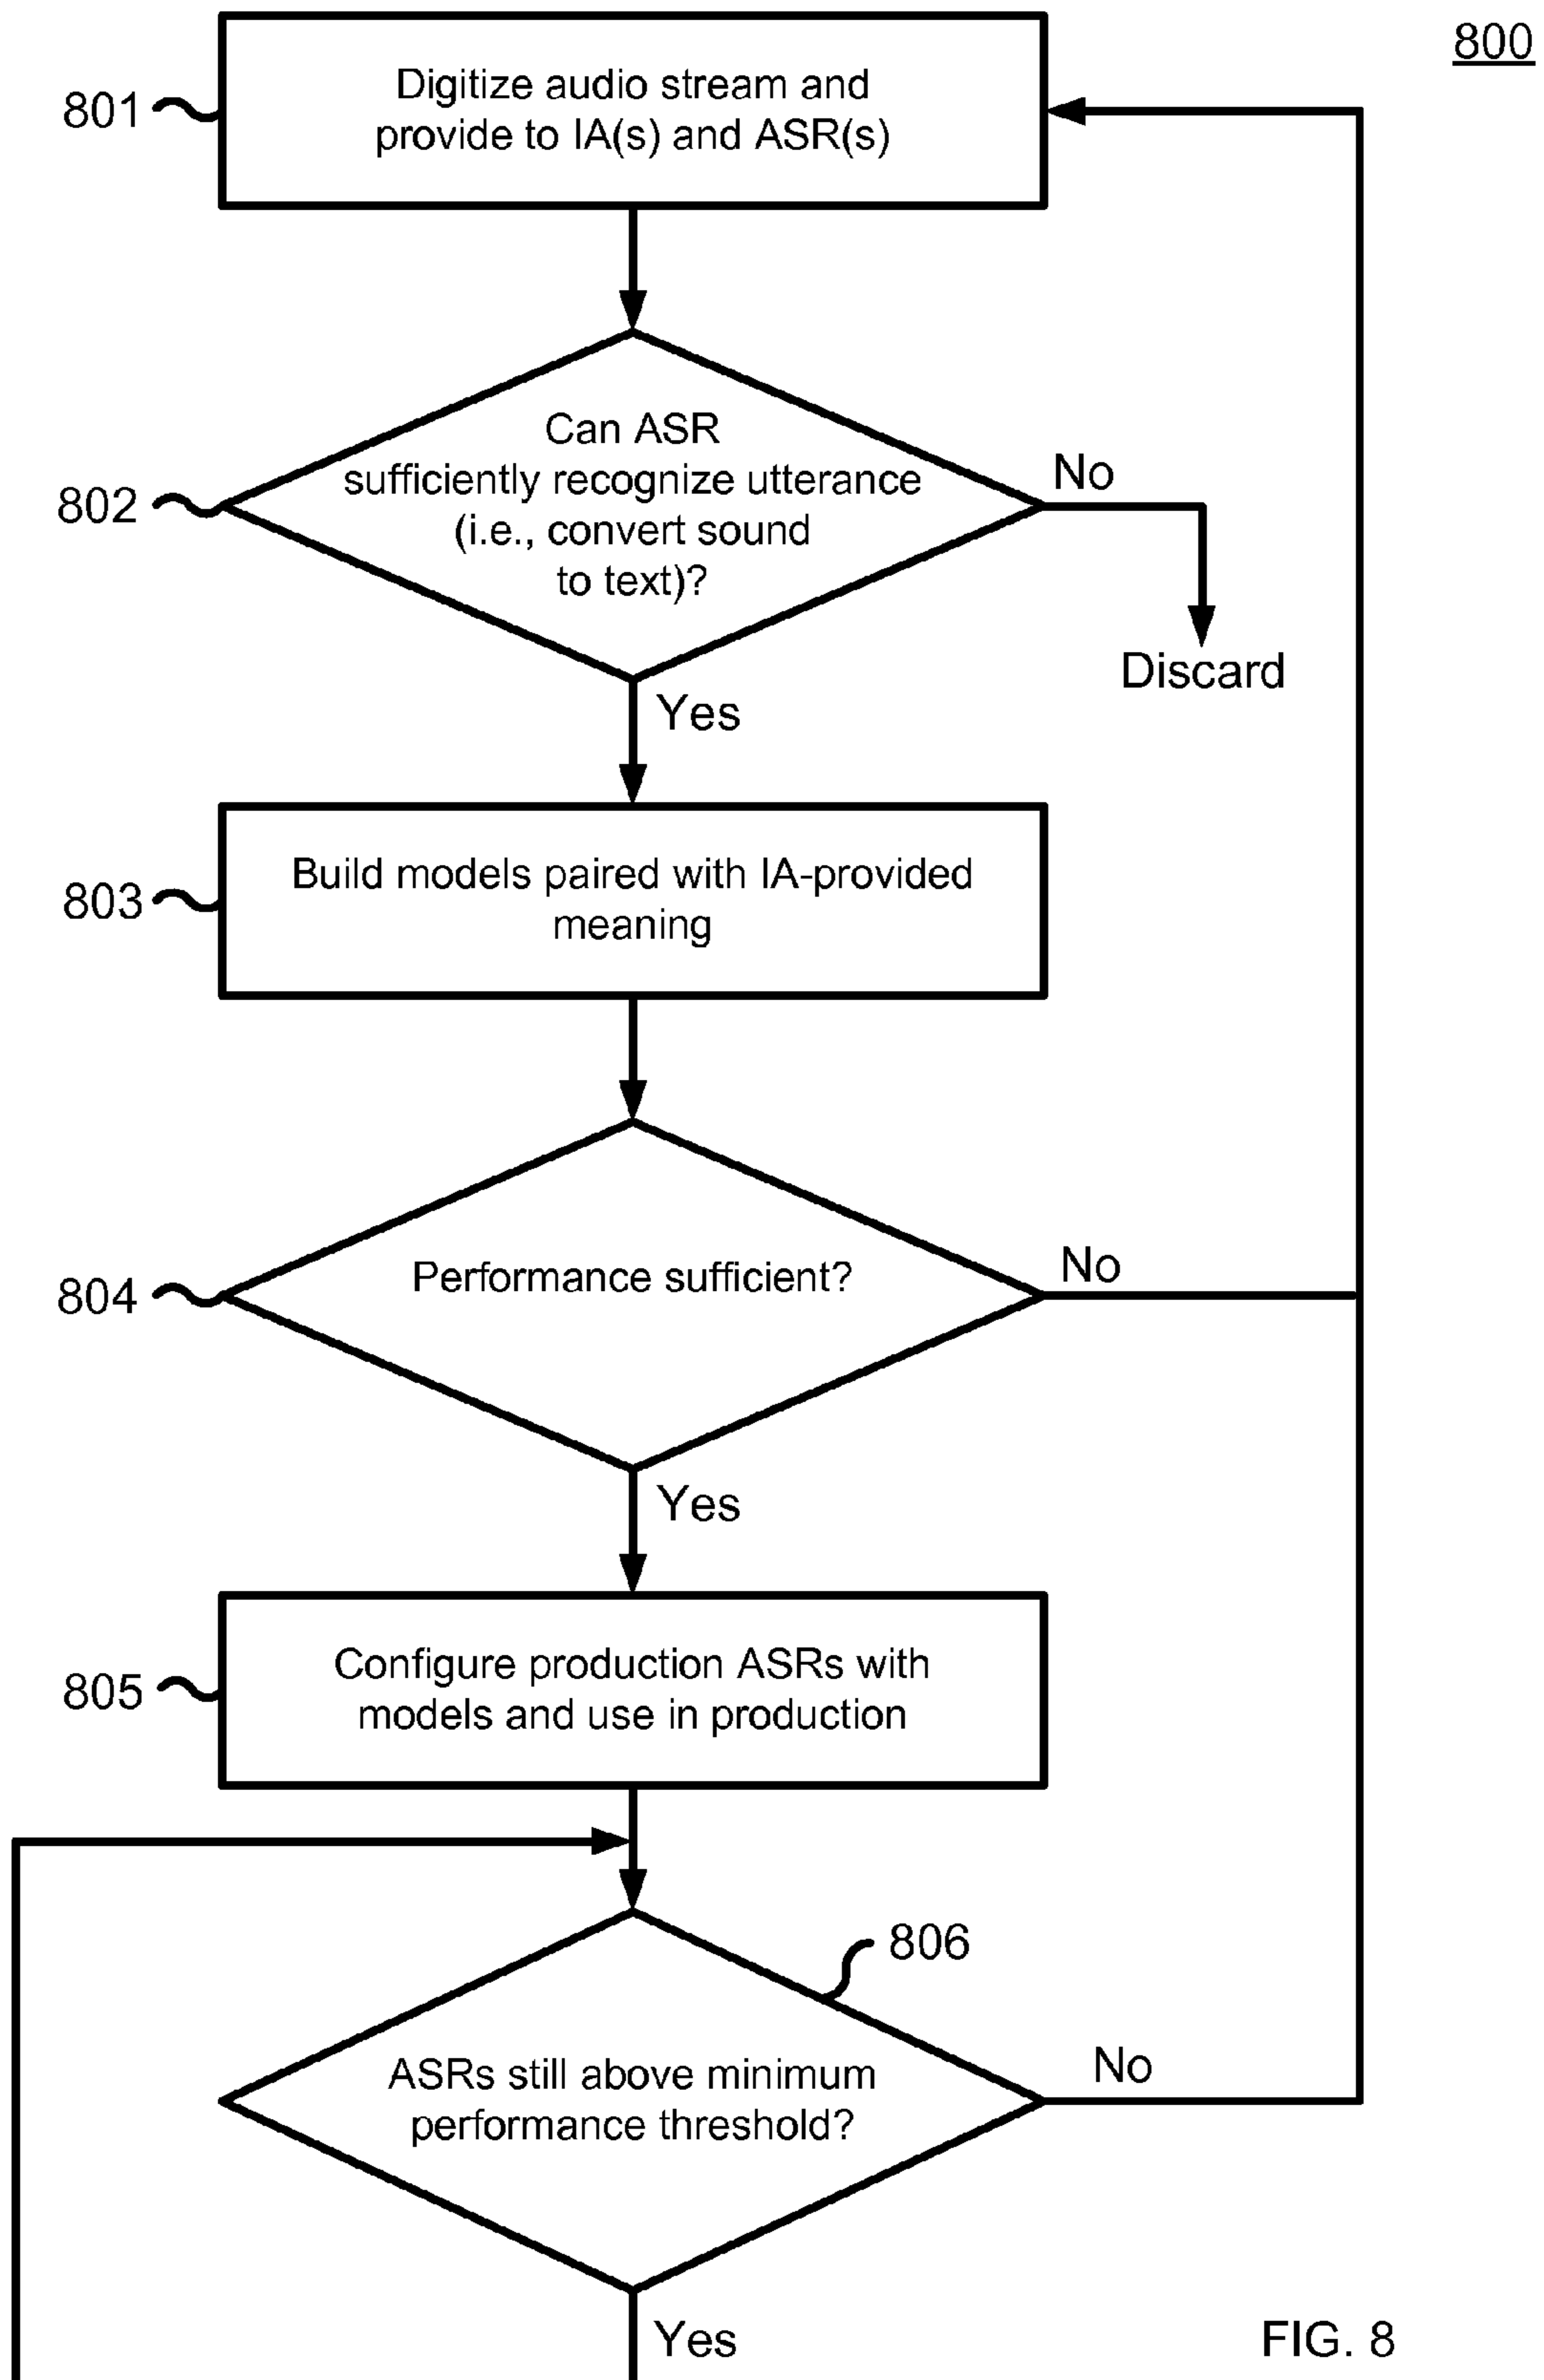 800
801
Digitize audio stream and
provide to IA(s) and ASR(s)
802
Can ASR
sufficiently recognize utterance
(i.e., convert sound
to text)?
No
Discard
Yes
803
Build models paired with IA-provided
meaning
804
Performance sufficient?
No
Yes
805
Configure production ASRs with
models and use in production
806
ASRs still above minimum
performance threshold?
No
Yes
FIG. 8